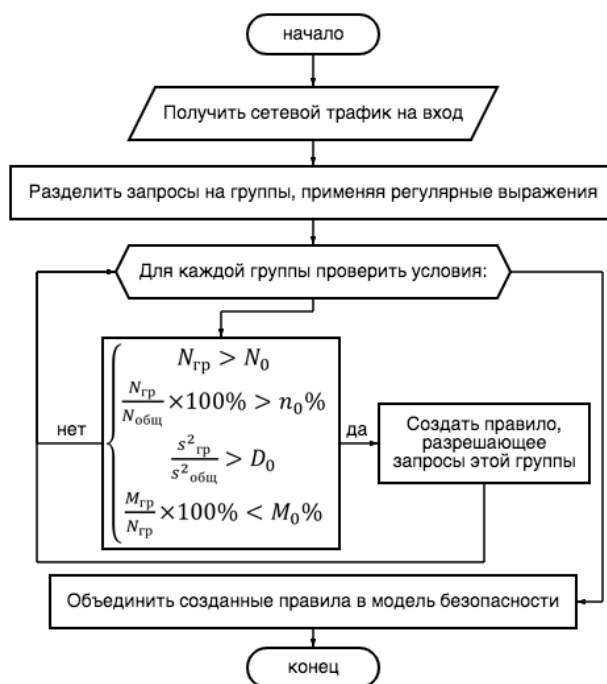 начало
Получить сетевой трафик на вход
Разделить запросы на группы, применяя регулярные выражения
Для каждой группы проверить условия:
N_гр > N_0
N_гр/N_общ ×100% > n_0%
s²_гр/s²_общ > D_0
M_гр/N_гр ×100% < M_0%
нет
да
Создать правило,
разрешающее
запросы этой группы
Объединить созданные правила в модель безопасности
конец